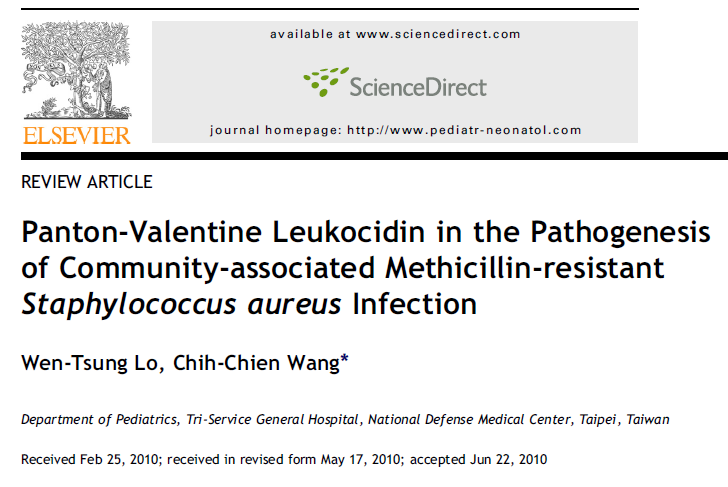 available at www.sciencedirect.com
ScienceDirect
ELSEVIER
journal homepage: http://www.pediatr-neonatol.com
REVIEW ARTICLE
Panton-Valentine Leukocidin in the Pathogenesis
of Community-associated Methicillin-resistant
Staphylococcus aureus Infection
Wen-Tsung Lo, Chih-Chien Wang*
Department of Pediatrics, Tri-Service General Hospital, National Defense Medical Center, Taipei, Taiwan
Received Feb 25, 2010; received in revised form May 17, 2010; accepted Jun 22, 2010